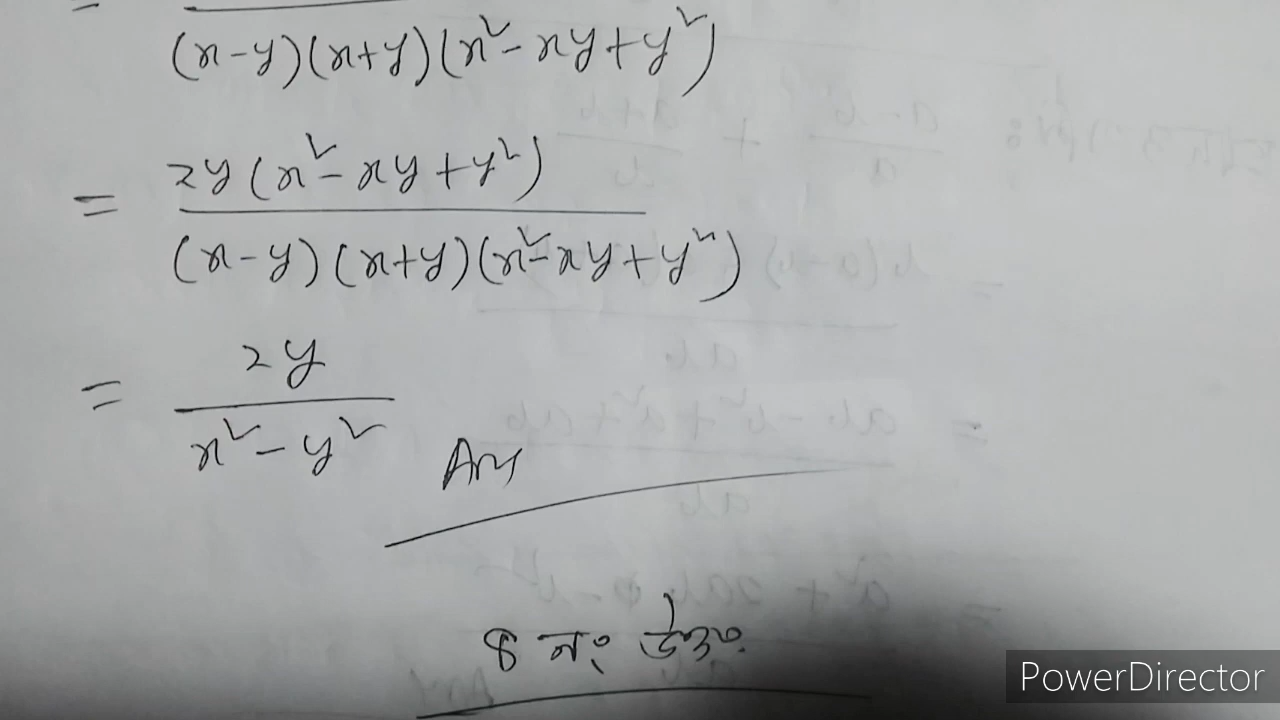 =
(x-y)(x+y)(x²-xy+y²)
= 2y(x²-xy+y²)
(x-y)(x+y)(x²-xy+y²)
= 2y
x²-y²
Ans
৪ নং উত্তর
PowerDirector